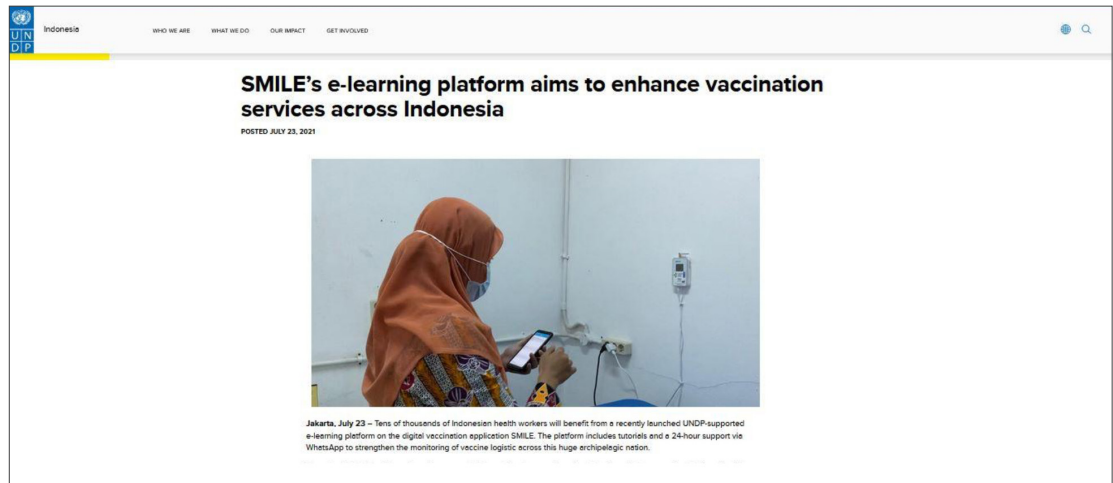 U N
D P
Indonesia
WHO WE ARE WHAT WE DO OUR IMPACT GET INVOLVED
SMILE's e-learning platform aims to enhance vaccination
services across Indonesia
POSTED JULY 23, 2021
Jakarta, July 23 – Tens of thousands of Indonesian health workers will benefit from a recently launched UNDP-supported
e-learning platform on the digital vaccination application SMILE. The platform includes tutorials and a 24-hour support via
WhatsApp to strengthen the monitoring of vaccine logistic across this huge archipelagic nation.